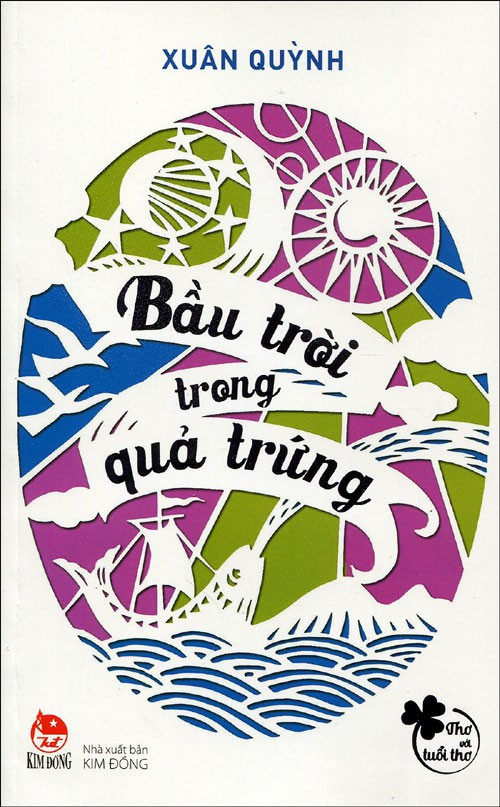 XUÂN QUỲNH
Bầu trời
trong
quả trứng
KIM ĐỒNG
Nhà xuất bản
KIM ĐỒNG
Thơ
với
tuổi thơ